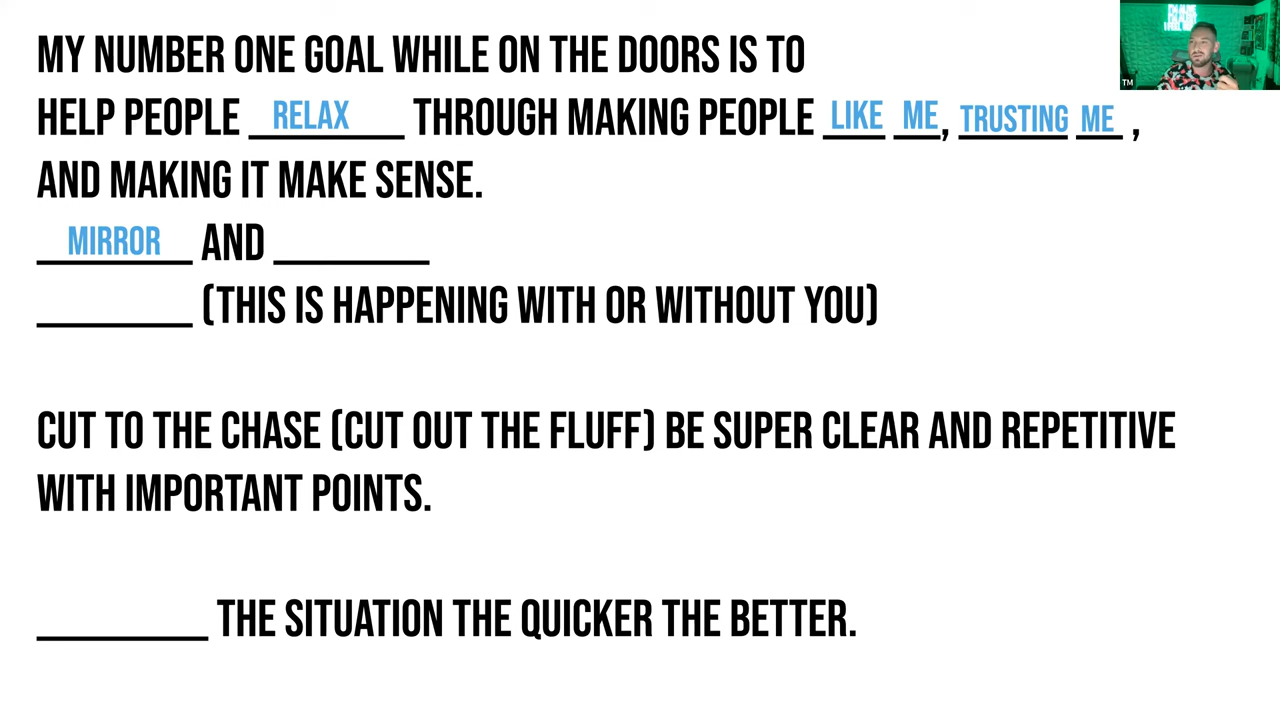 MY NUMBER ONE GOAL WHILE ON THE DOORS IS TO
HELP PEOPLE RELAX THROUGH MAKING PEOPLE LIKE ME, TRUSTING ME ,
AND MAKING IT MAKE SENSE.
MIRROR AND
(THIS IS HAPPENING WITH OR WITHOUT YOU)
CUT TO THE CHASE (CUT OUT THE FLUFF) BE SUPER CLEAR AND REPETITIVE
WITH IMPORTANT POINTS.
THE SITUATION THE QUICKER THE BETTER.
TM